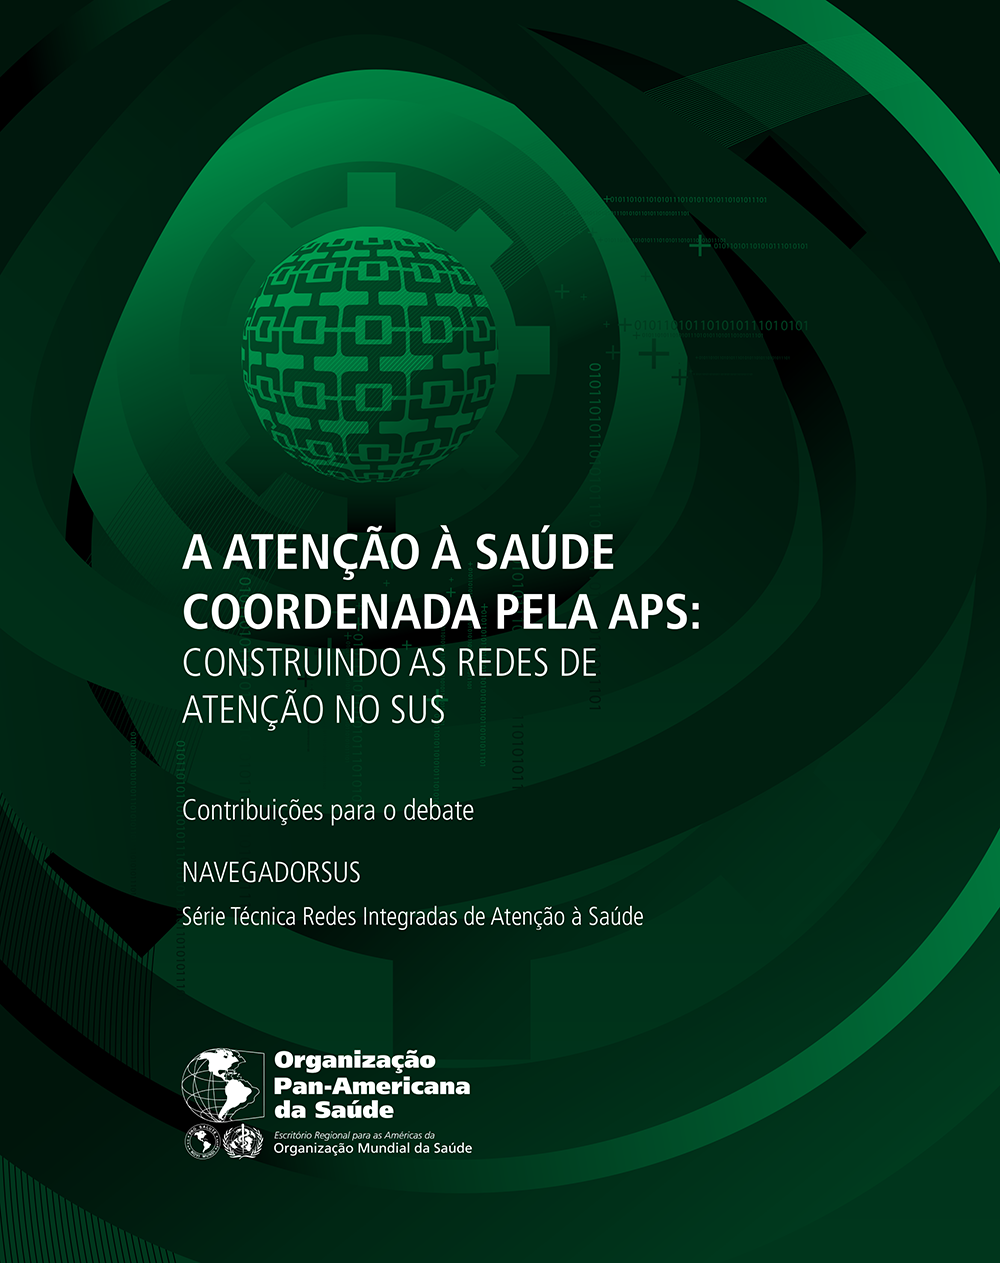 A ATENÇÃO À SAÚDE
COORDENADA PELA APS:
CONSTRUINDO AS REDES DE
ATENÇÃO NO SUS
Contribuições para o debate
NAVEGADORSUS
Série Técnica Redes Integradas de Atenção à Saúde
Organização
Pan-Americana
da Saúde
Escritório Regional para as Américas da
Organização Mundial da Saúde